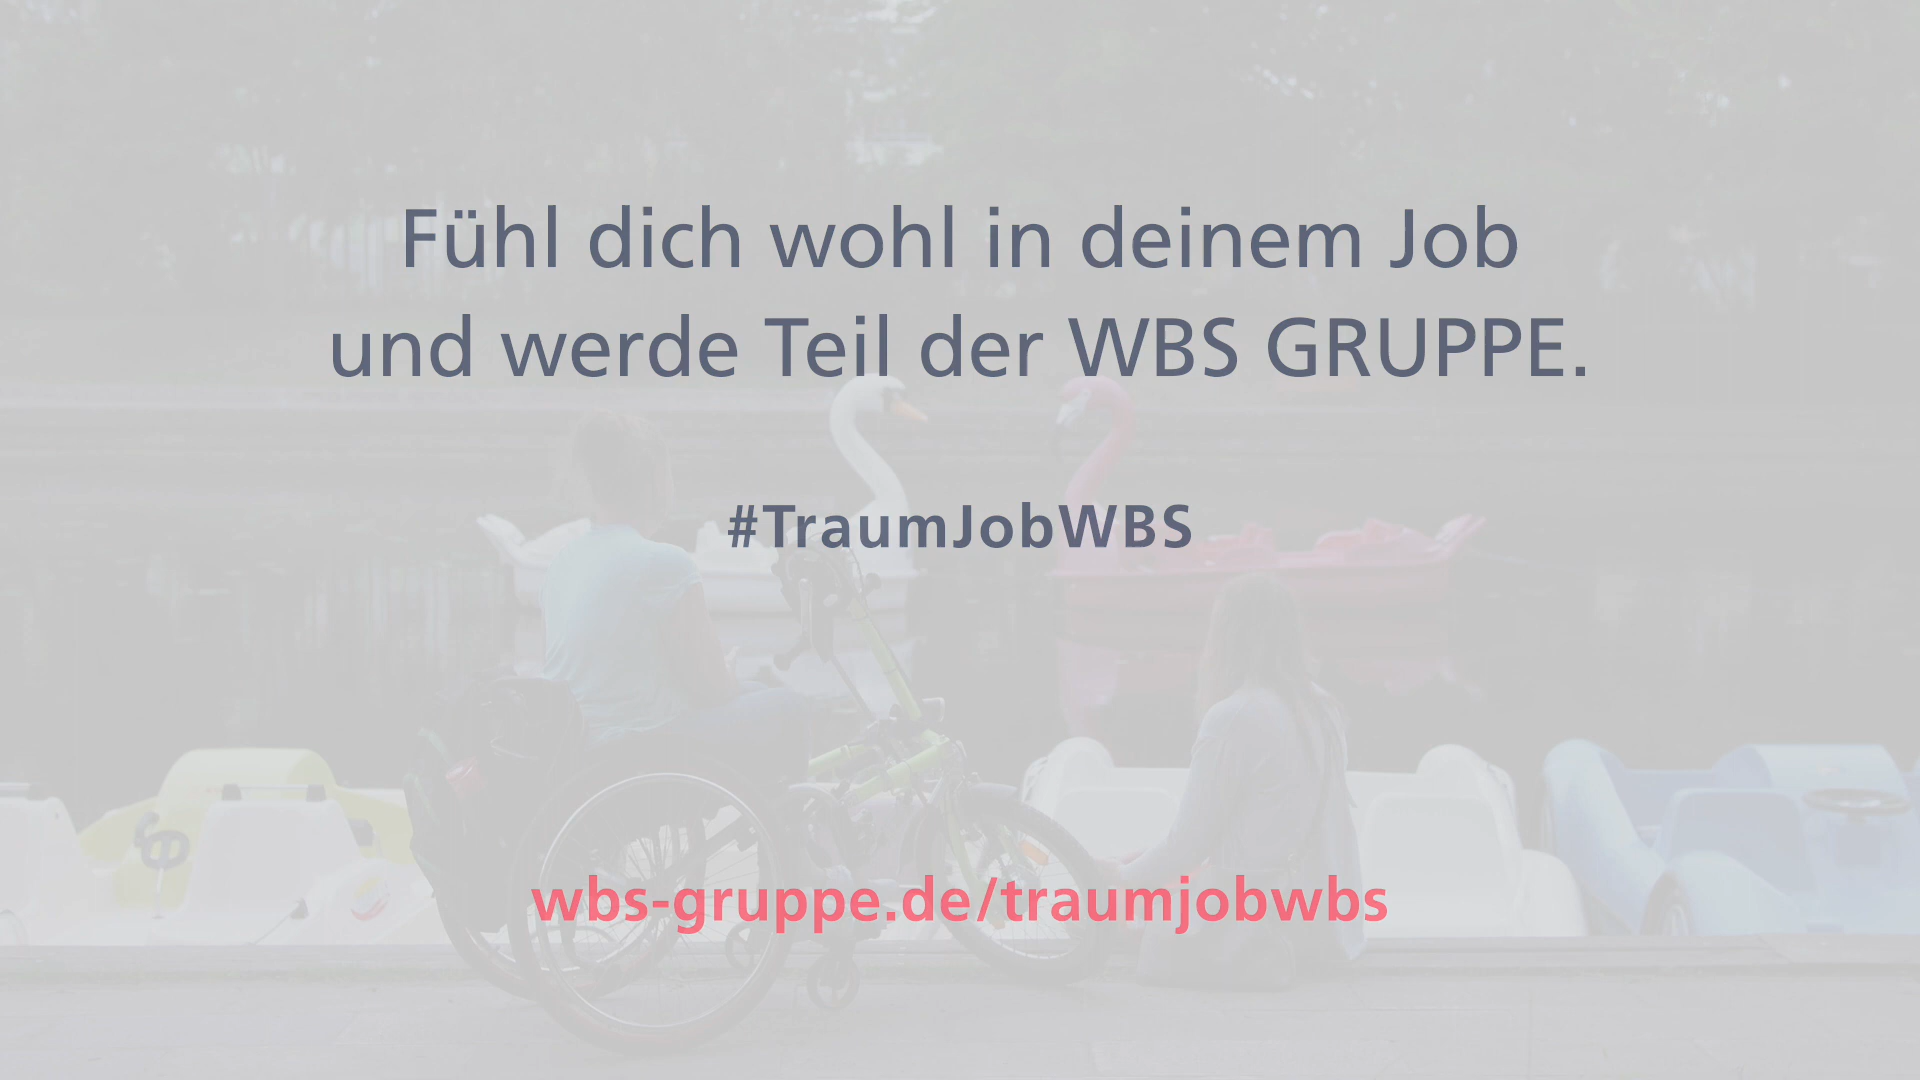 Fühl dich wohl in deinem Job
und werde Teil der WBS GRUPPE.
#TraumJobWBS
wbs-gruppe.de/traumjobwbs